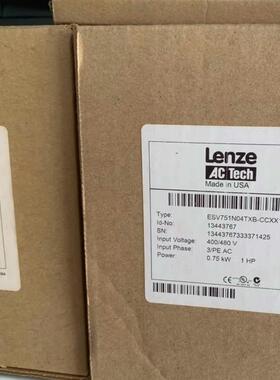 Lenze
AC Tech
Made in USA
Type: ESV751N04TXB-CCXX
Id-No: 13443767
SN: 13443767333371425
Input Voltage: 400/480 V
Input Phase: 3/PE AC
Power: 0.75 kW 1 HP